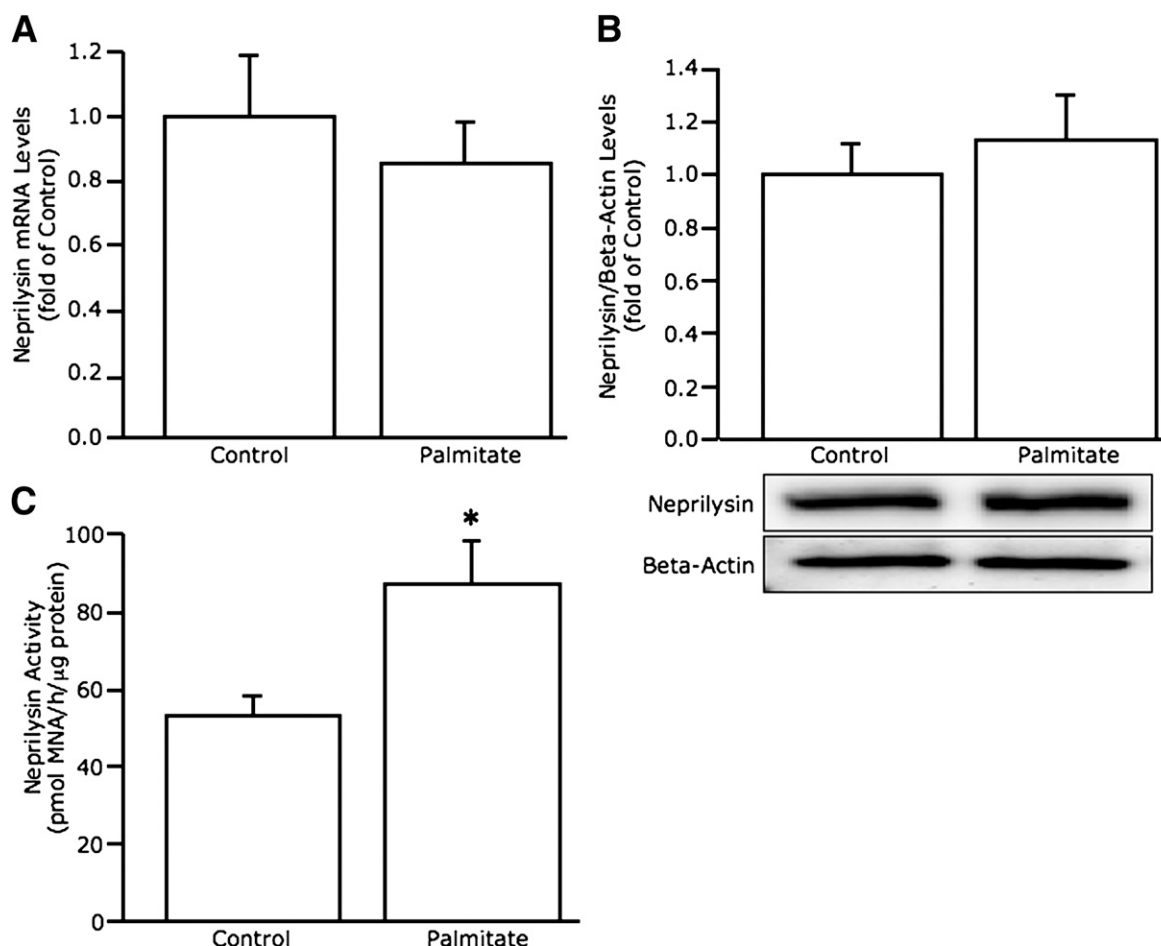 A
Neprilysin mRNA Levels
(fold of Control)
1.2
1.0
0.8
0.6
0.4
0.2
0.0
Control Palmitate
B
Neprilysin/Beta-Actin Levels
(fold of Control)
1.4
1.2
1.0
0.8
0.6
0.4
0.2
0.0
Control Palmitate
Neprilysin
Beta-Actin
C
Neprilysin Activity
(pmol MNA/h/µg protein)
100
80
60
40
20
0
*
Control Palmitate